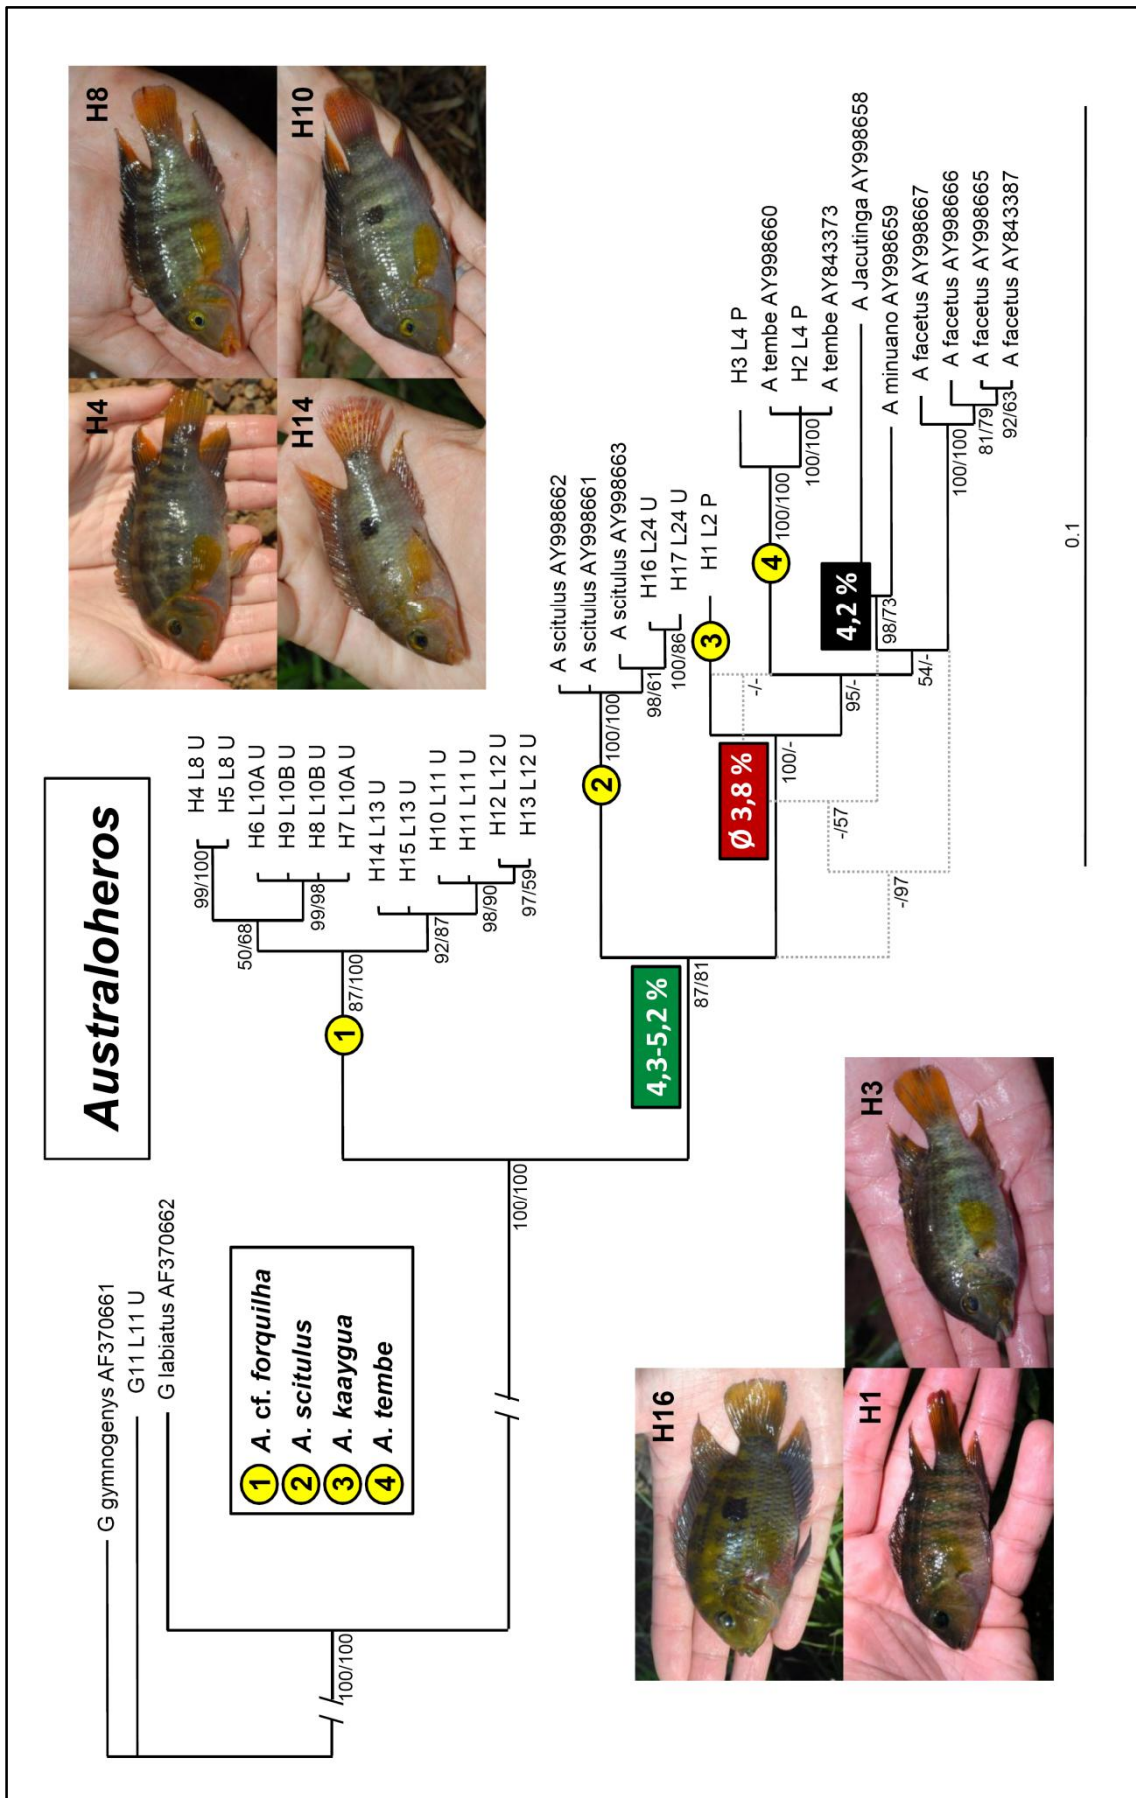 Australoheros
G gymnogenys AF370661
G11 L11 U
G labiatus AF370662
100/100
1 A. cf. forquilha
2 A. scitulus
3 A. kaaygua
4 A. tembe
100/100
1
87/100
50/68
99/100
H4 L8 U
H5 L8 U
H6 L10A U
H9 L10B U
H8 L10B U
H7 L10A U
99/98
92/87
H14 L13 U
H15 L13 U
H10 L11 U
H11 L11 U
98/90
H12 L12 U
H13 L12 U
97/59
4,3-5,2 %
87/81
2
100/100
A scitulus AY998662
A scitulus AY998661
A scitulus AY998663
98/61
H16 L24 U
H17 L24 U
100/86
Ø 3,8 %
100/-
3
H1 L2 P
-/-
95/-
4
100/100
H3 L4 P
A tembe AY998660
H2 L4 P
A tembe AY843373
100/100
4,2 %
98/73
A Jacutinga AY998658
A minuano AY998659
54/-
-/57
-/97
A facetus AY998667
100/100
A facetus AY998666
81/79
A facetus AY998665
A facetus AY843387
92/63
0.1
H4
H8
H14
H10
H16
H1
H3